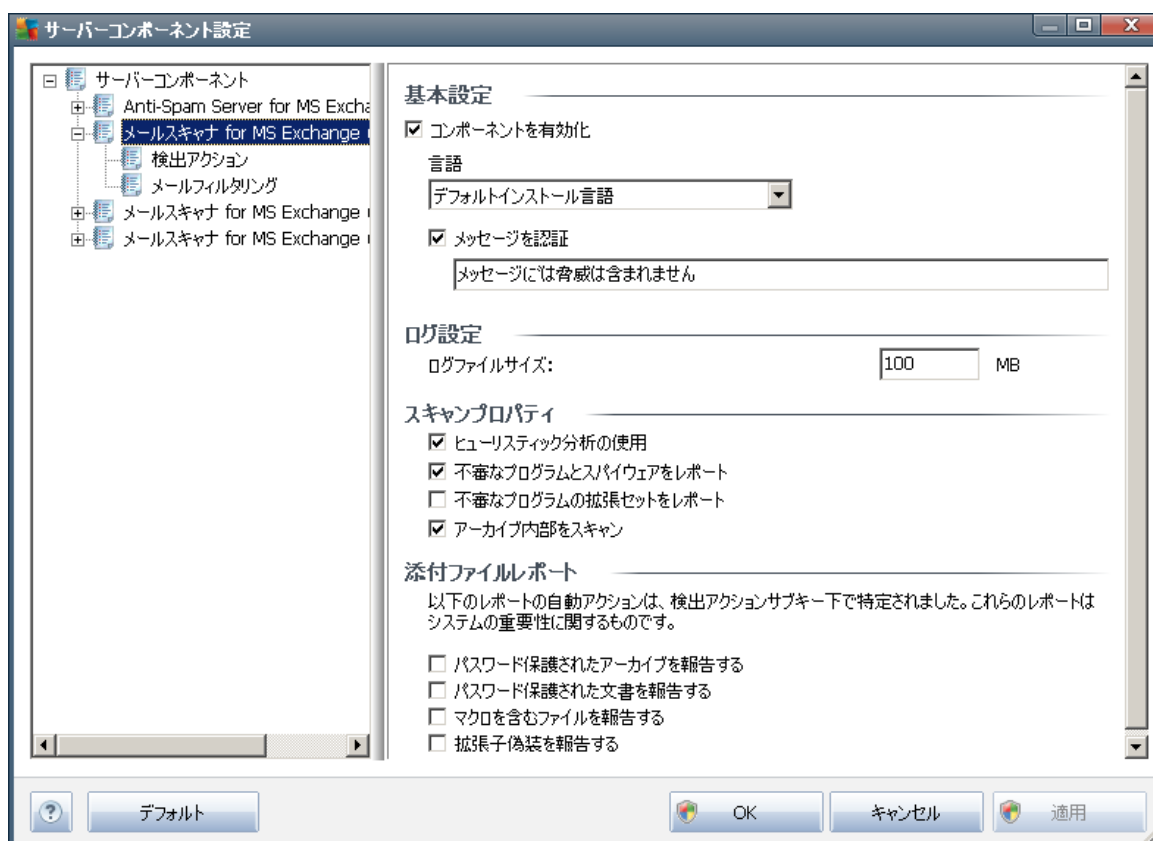 サーバーコンポーネント設定
サーバーコンポーネント
Anti-Spam Server for MS Excha
メールスキャナ for MS Exchange
検出アクション
メールフィルタリング
メールスキャナ for MS Exchange
メールスキャナ for MS Exchange
基本設定
コンポーネントを有効化
言語
デフォルトインストール言語
メッセージを認証
メッセージには脅威は含まれません
ログ設定
ログファイルサイズ: 100 MB
スキャンプロパティ
ヒューリスティック分析の使用
不審なプログラムとスパイウェアをレポート
不審なプログラムの拡張セットをレポート
アーカイブ内部をスキャン
添付ファイルレポート
以下のレポートの自動アクションは、検出アクションサブキー下で特定されました。これらのレポートは
システムの重要性に関するものです。
パスワード保護されたアーカイブを報告する
パスワード保護された文書を報告する
マクロを含むファイルを報告する
拡張子偽装を報告する
? デフォルト OK キャンセル 適用